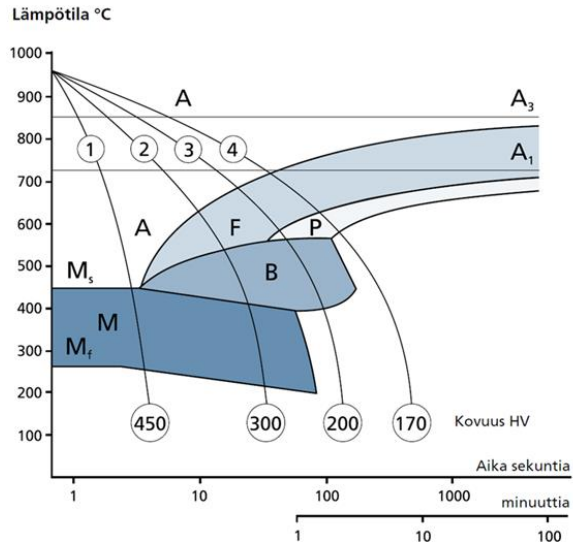 Lämpötila °C
1000
900
800
700
600
500
400
300
200
100
A
A₃
A₁
1
2
3
4
A
F
P
B
Mₛ
M
M_f
450
300
200
170
Kovuus HV
Aika sekuntia
1
10
100
1000
minuuttia
1
10
100